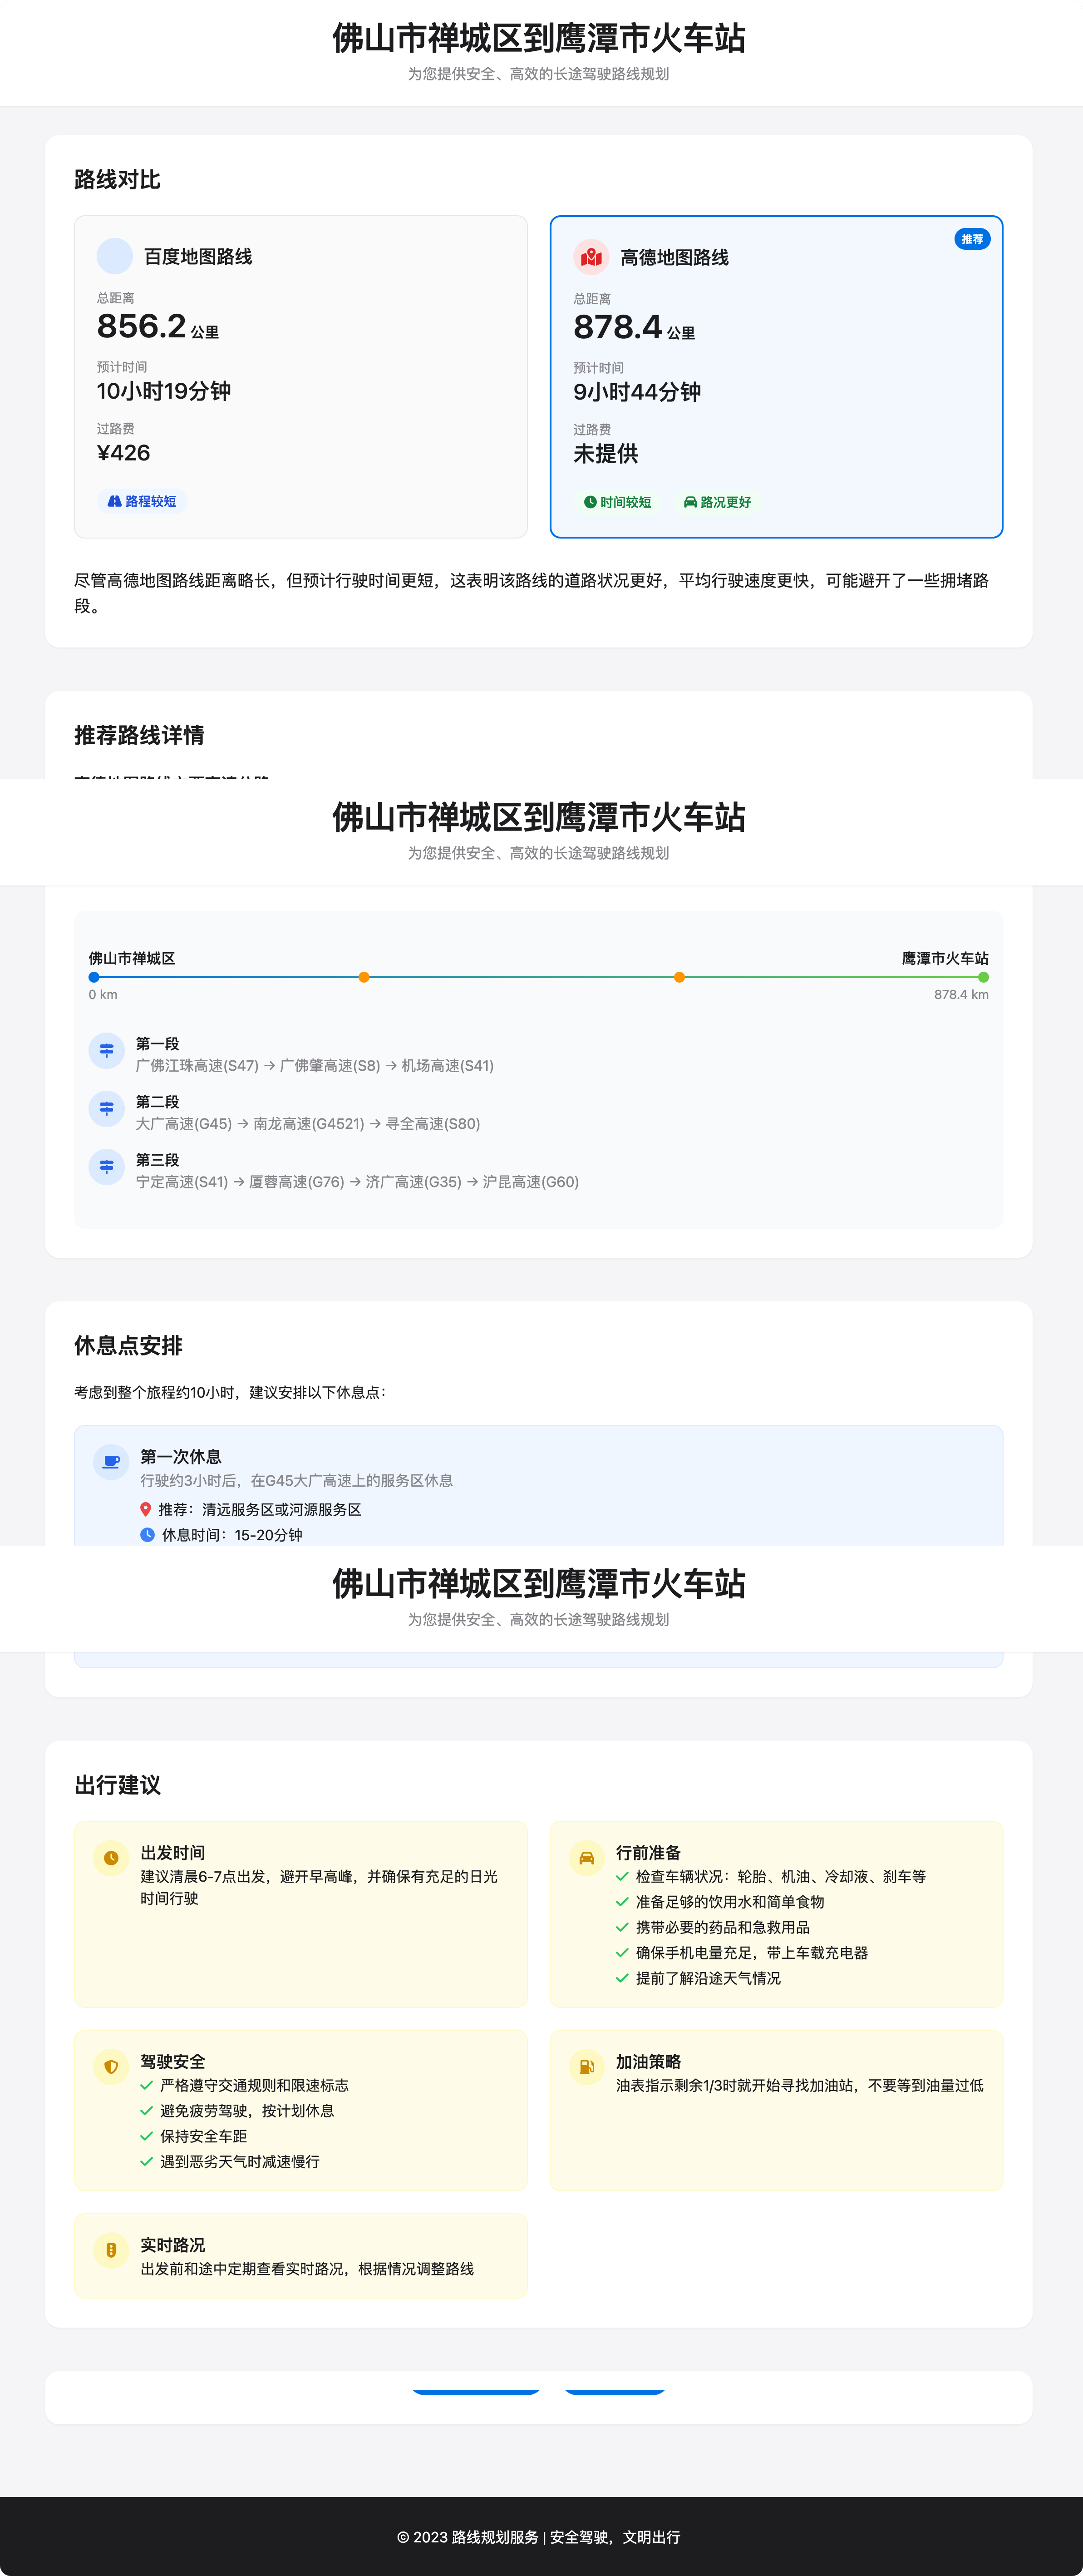 佛山市禅城区到鹰潭市火车站
为您提供安全、高效的长途驾驶路线规划
路线对比
百度地图路线
总距离
856.2 公里
预计时间
10小时19分钟
过路费
¥426
路程较短
推荐
高德地图路线
总距离
878.4 公里
预计时间
9小时44分钟
过路费
未提供
时间较短 路况更好
尽管高德地图路线距离略长，但预计行驶时间更短，这表明该路线的道路状况更好，平均行驶速度更快，可能避开了一些拥堵路
段。
推荐路线详情
佛山市禅城区到鹰潭市火车站
为您提供安全、高效的长途驾驶路线规划
佛山市禅城区 鹰潭市火车站
0 km 878.4 km
第一段
广佛江珠高速(S47) → 广佛肇高速(S8) → 机场高速(S41)
第二段
大广高速(G45) → 南龙高速(G4521) → 寻全高速(S80)
第三段
宁定高速(S41) → 厦蓉高速(G76) → 济广高速(G35) → 沪昆高速(G60)
休息点安排
考虑到整个旅程约10小时，建议安排以下休息点：
第一次休息
行驶约3小时后，在G45大广高速上的服务区休息
推荐：清远服务区或河源服务区
休息时间：15-20分钟
佛山市禅城区到鹰潭市火车站
为您提供安全、高效的长途驾驶路线规划
出行建议
出发时间
建议清晨6-7点出发，避开早高峰，并确保有充足的日光
时间行驶
行前准备
检查车辆状况：轮胎、机油、冷却液、刹车等
准备足够的饮用水和简单食物
携带必要的药品和急救用品
确保手机电量充足，带上车载充电器
提前了解沿途天气情况
驾驶安全
严格遵守交通规则和限速标志
避免疲劳驾驶，按计划休息
保持安全车距
遇到恶劣天气时减速慢行
加油策略
油表指示剩余1/3时就开始寻找加油站，不要等到油量过低
实时路况
出发前和途中定期查看实时路况，根据情况调整路线
© 2023 路线规划服务 | 安全驾驶，文明出行